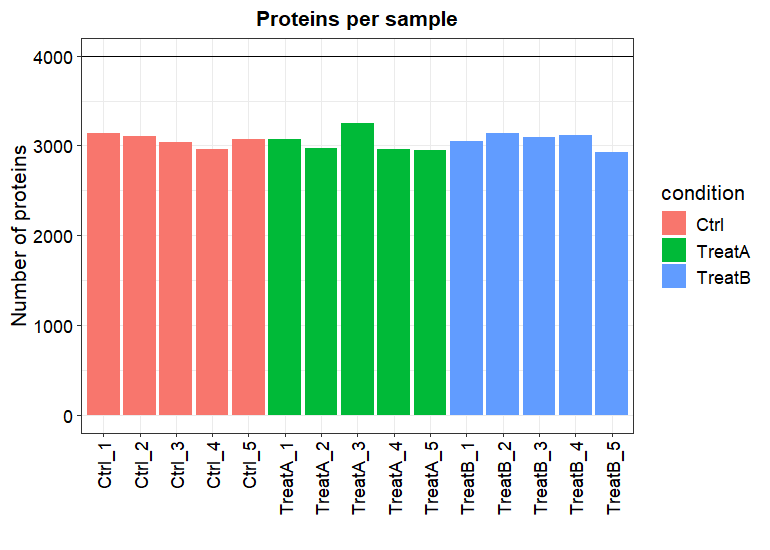 Proteins per sample
Number of proteins
4000
3000
2000
1000
0
Ctrl_1
Ctrl_2
Ctrl_3
Ctrl_4
Ctrl_5
TreatA_1
TreatA_2
TreatA_3
TreatA_4
TreatA_5
TreatB_1
TreatB_2
TreatB_3
TreatB_4
TreatB_5
condition
Ctrl
TreatA
TreatB